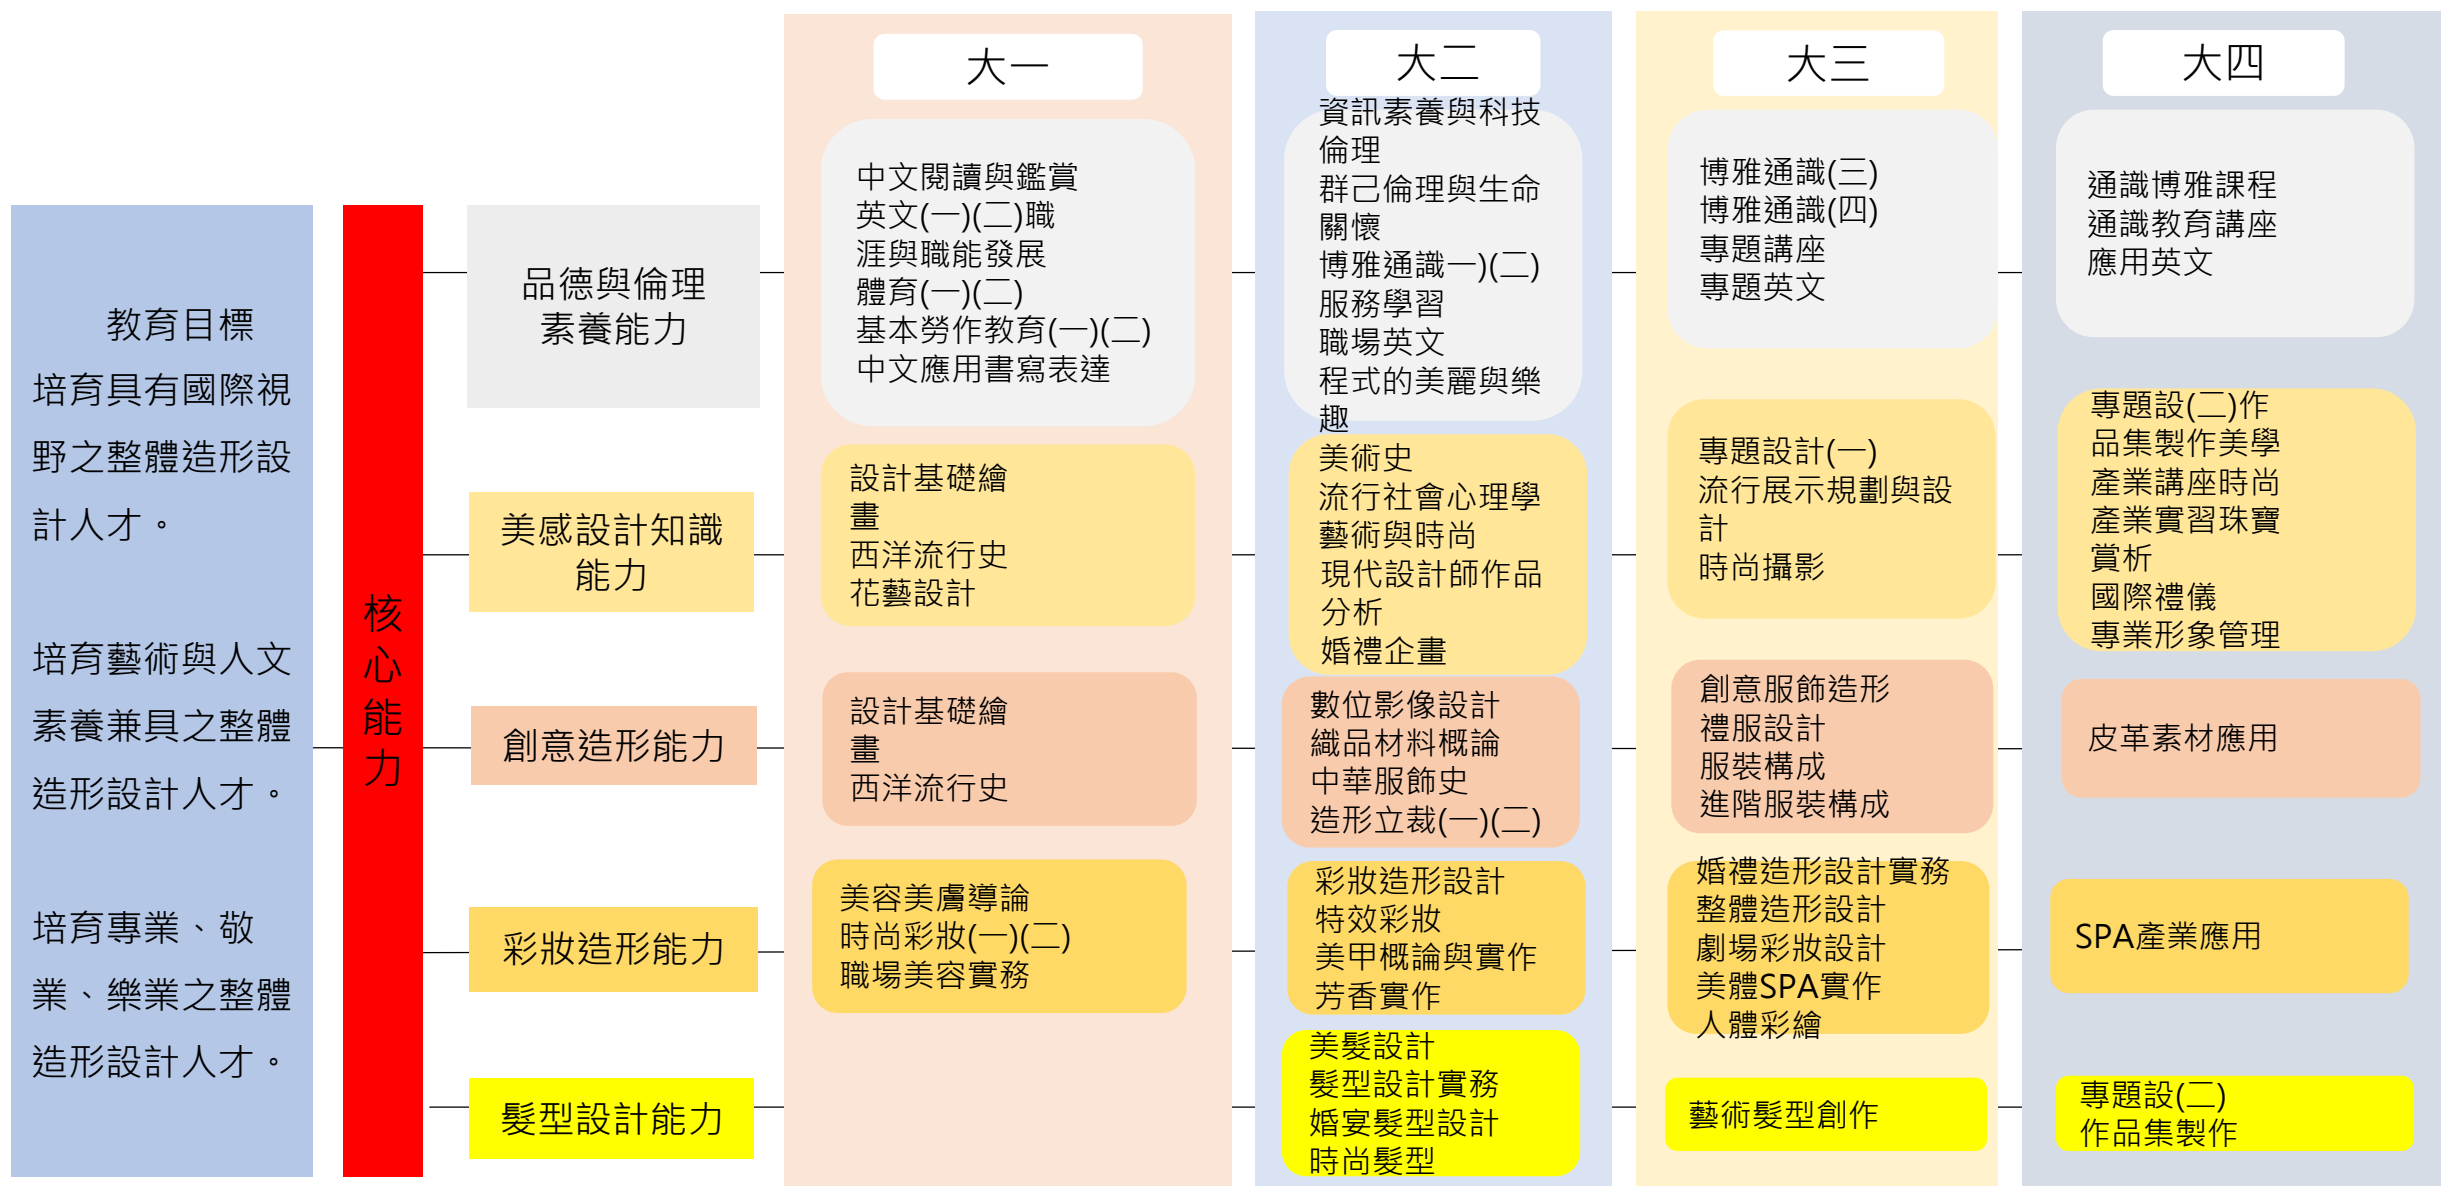 教育目標
培育具有國際視
野之整體造形設
計人才。
培育藝術與人文
素養兼具之整體
造形設計人才。
培育專業、敬
業、樂業之整體
造形設計人才。
核
心
能
力
品德與倫理
素養能力
美感設計知識
能力
創意造形能力
彩妝造形能力
髮型設計能力
大一
中文閱讀與鑑賞
英文(一)(二)職
涯與職能發展
體育(一)(二)
基本勞作教育(一)(二)
中文應用書寫表達
設計基礎繪
畫
西洋流行史
花藝設計
設計基礎繪
畫
西洋流行史
美容美膚導論
時尚彩妝(一)(二)
職場美容實務
大二
資訊素養與科技
倫理
群己倫理與生命
關懷
博雅通識一)(二)
服務學習
職場英文
程式的美麗與樂
趣
美術史
流行社會心理學
藝術與時尚
現代設計師作品
分析
婚禮企畫
數位影像設計
織品材料概論
中華服飾史
造形立裁(一)(二)
彩妝造形設計
特效彩妝
美甲概論與實作
芳香實作
美髮設計
髮型設計實務
婚宴髮型設計
時尚髮型
大三
博雅通識(三)
博雅通識(四)
專題講座
專題英文
專題設計(一)
流行展示規劃與設
計
時尚攝影
創意服飾造形
禮服設計
服裝構成
進階服裝構成
婚禮造形設計實務
整體造形設計
劇場彩妝設計
美體SPA實作
人體彩繪
藝術髮型創作
大四
通識博雅課程
通識教育講座
應用英文
專題設(二)作
品集製作美學
產業講座時尚
產業實習珠寶
賞析
國際禮儀
專業形象管理
皮革素材應用
SPA產業應用
專題設(二)
作品集製作